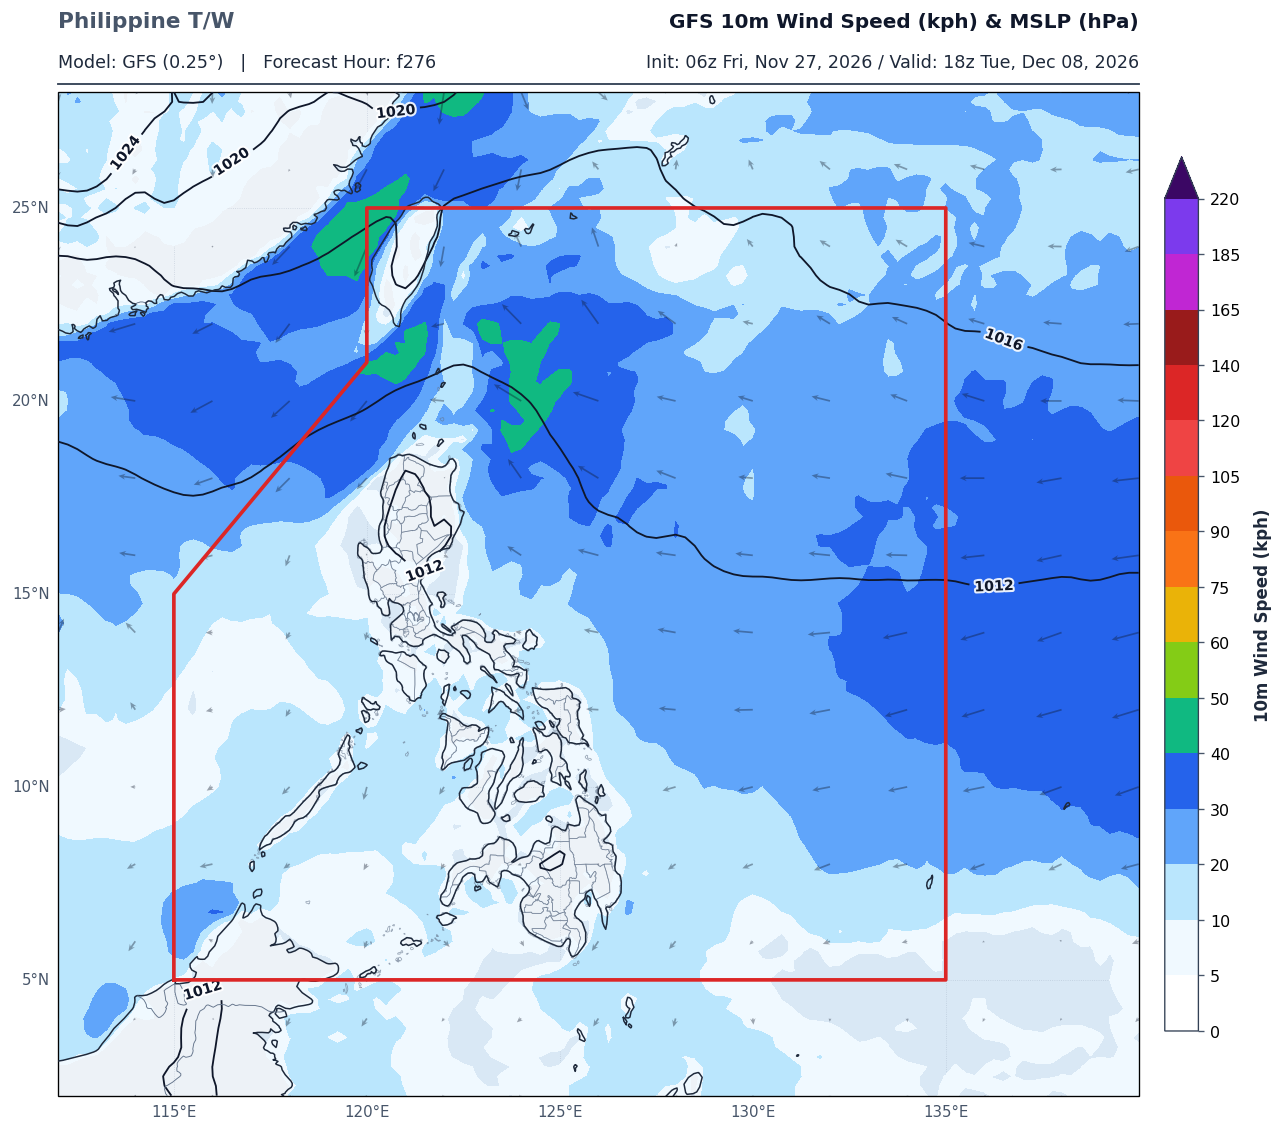 Philippine T/W
GFS 10m Wind Speed (kph) & MSLP (hPa)
Model: GFS (0.25°)   |   Forecast Hour: f276
Init: 06z Fri, Nov 27, 2026 / Valid: 18z Tue, Dec 08, 2026
1020
1024
1020
1016
1012
1012
1012
25°N
20°N
15°N
10°N
5°N
115°E
120°E
125°E
130°E
135°E
220
185
165
140
120
105
90
75
60
50
40
30
20
10
5
0
10m Wind Speed (kph)